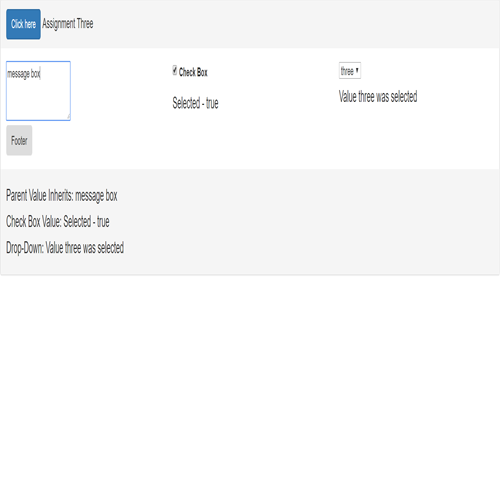 Click here Assignment Three
message box
Check Box
Selected - true
three
Value three was selected
Footer
Parent Value Inherits: message box
Check Box Value: Selected - true
Drop-Down: Value three was selected